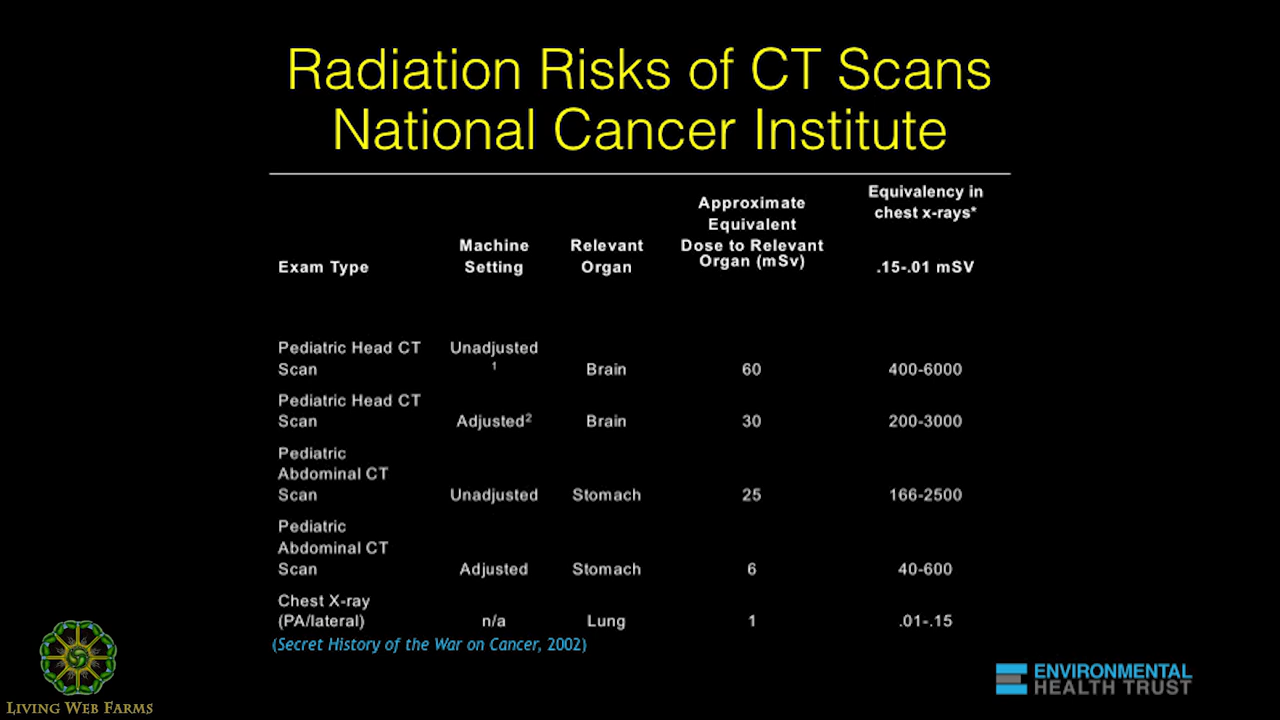 Radiation Risks of CT Scans
National Cancer Institute
Exam Type
Machine
Setting
Relevant
Organ
Approximate
Equivalent
Dose to Relevant
Organ (mSv)
Equivalency in
chest x-rays*
.15-.01 mSV
Pediatric Head CT
Scan
Unadjusted
1
Brain
60
400-6000
Pediatric Head CT
Scan
Adjusted2
Brain
30
200-3000
Pediatric
Abdominal CT
Scan
Unadjusted
Stomach
25
166-2500
Pediatric
Abdominal CT
Scan
Adjusted
Stomach
6
40-600
Chest X-ray
(PA/lateral)
n/a
Lung
1
.01-.15
(Secret History of the War on Cancer, 2002)
LIVING WEB FARMS
ENVIRONMENTAL
HEALTH TRUST